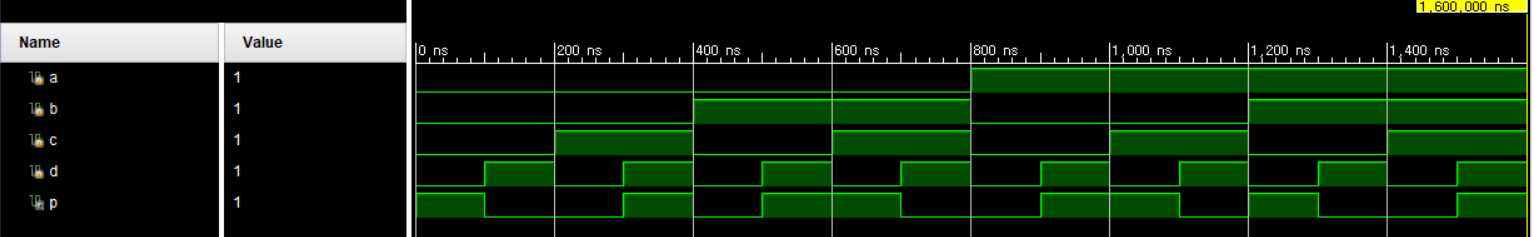 1,600,000 ns
Name Value
0 ns 200 ns 400 ns 600 ns 800 ns 1,000 ns 1,200 ns 1,400 ns
a 1
b 1
c 1
d 1
p 1